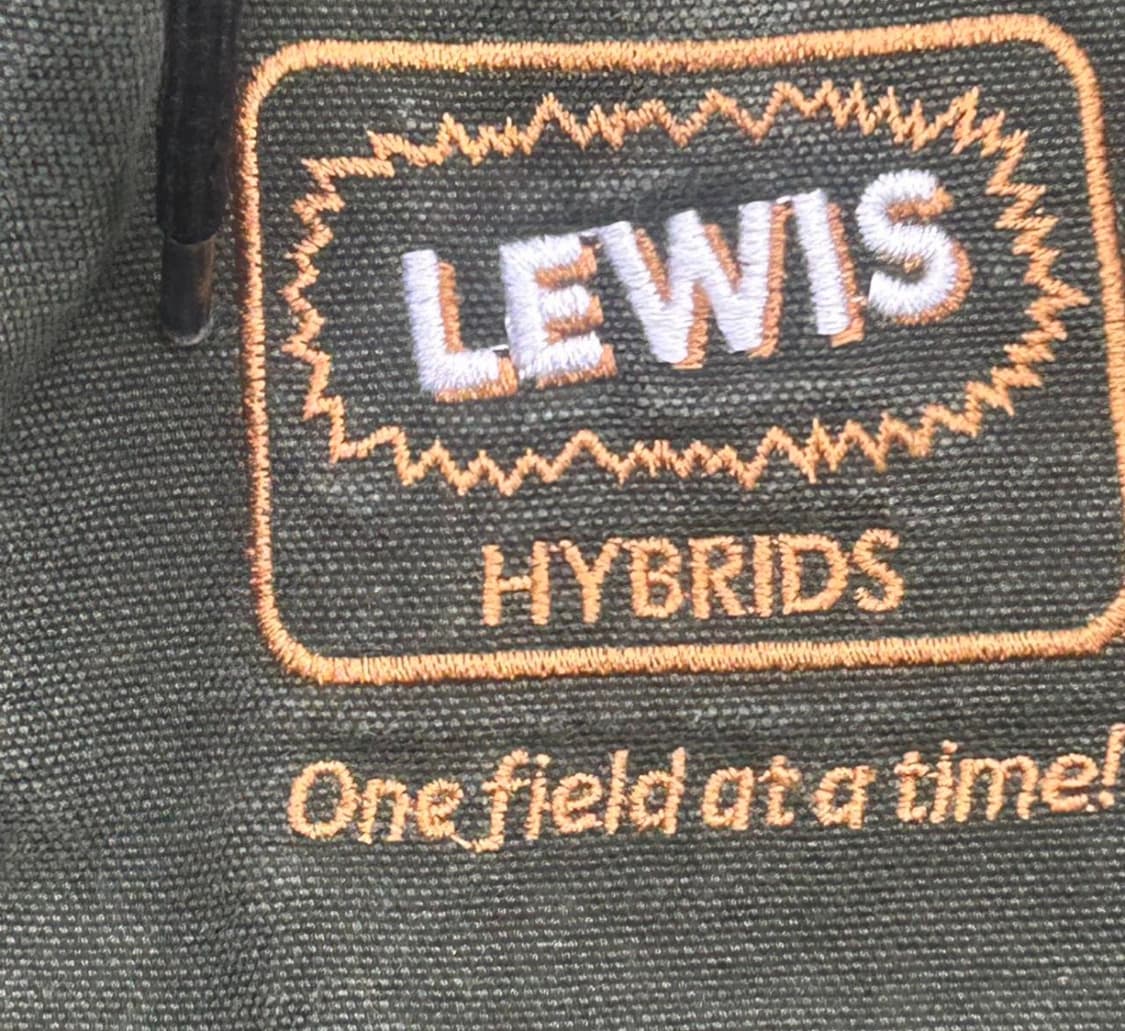 LEWIS
HYBRIDS
One field at a time!